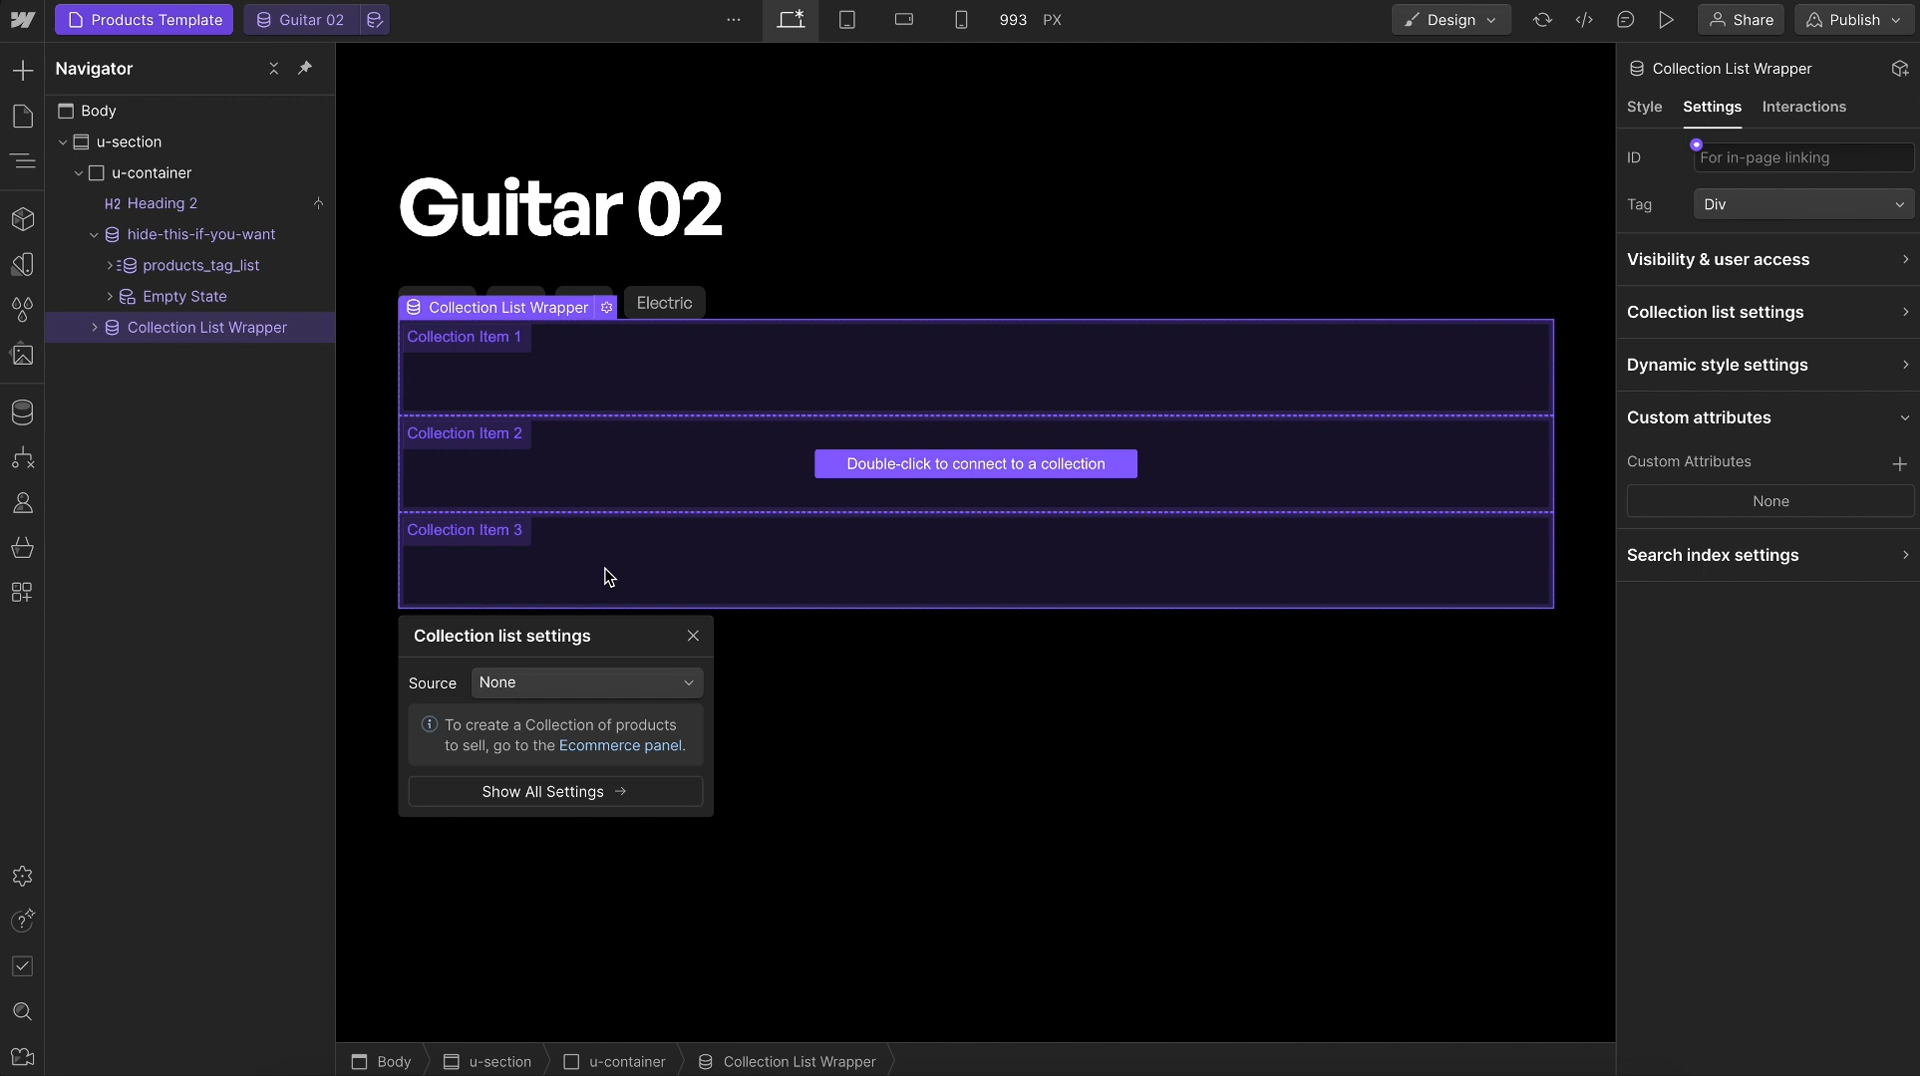 Products Template
Guitar 02
993 PX
Design
Share
Publish
Navigator
Body
u-section
u-container
H2 Heading 2
hide-this-if-you-want
products_tag_list
Empty State
Collection List Wrapper
Guitar 02
Electric
Collection List Wrapper
Collection Item 1
Collection Item 2
Double-click to connect to a collection
Collection Item 3
Collection list settings
Source
None
To create a Collection of products
to sell, go to the Ecommerce panel.
Show All Settings
Body
u-section
u-container
Collection List Wrapper
Collection List Wrapper
Style Settings Interactions
ID
For in-page linking
Tag
Div
Visibility & user access
Collection list settings
Dynamic style settings
Custom attributes
Custom Attributes
None
Search index settings